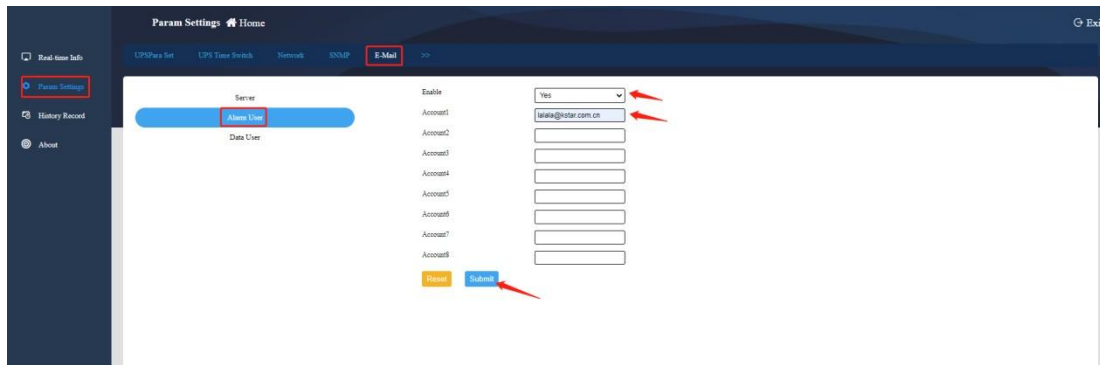 Param Settings Home
Exi
Real-time Info
Param Settings
History Record
About
UPSPara Set UPS Time Switch Network SNMP E-Mail >>
Server
Alarm User
Data User
Enable Yes
Account1 lalala@kstar.com.cn
Account2
Account3
Account4
Account5
Account6
Account7
Account8
Reset Submit